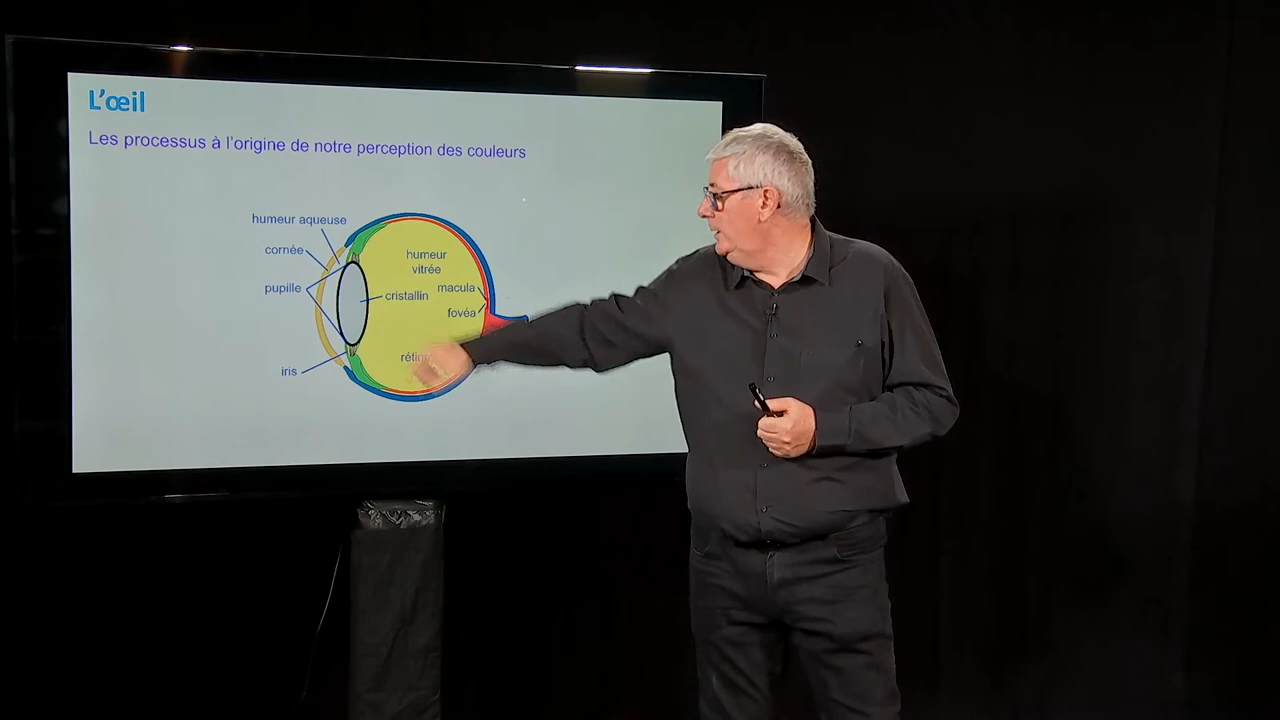 L'œil
Les processus à l'origine de notre perception des couleurs
humeur aqueuse
cornée
humeur
vitrée
pupille
cristallin
macula
fovéa
iris